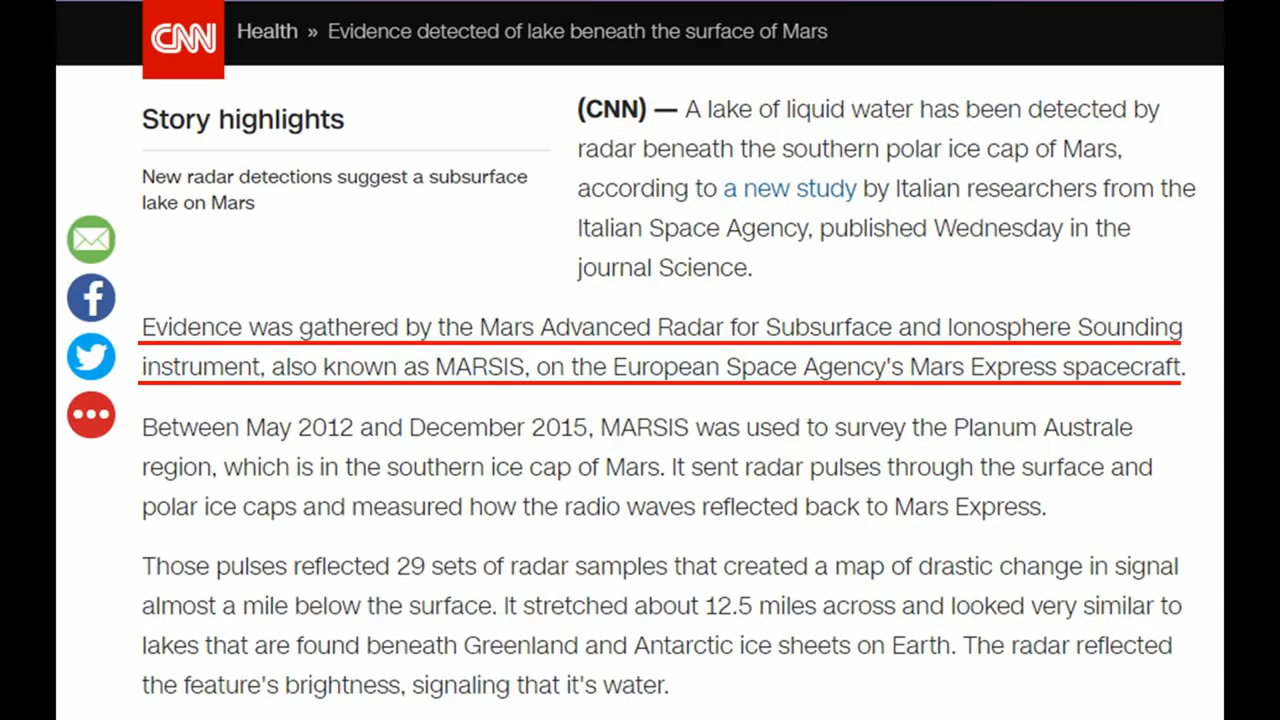 CNN Health » Evidence detected of lake beneath the surface of Mars
Story highlights
New radar detections suggest a subsurface
lake on Mars
(CNN) — A lake of liquid water has been detected by
radar beneath the southern polar ice cap of Mars,
according to a new study by Italian researchers from the
Italian Space Agency, published Wednesday in the
journal Science.
Evidence was gathered by the Mars Advanced Radar for Subsurface and Ionosphere Sounding
instrument, also known as MARSIS, on the European Space Agency's Mars Express spacecraft.
Between May 2012 and December 2015, MARSIS was used to survey the Planum Australe
region, which is in the southern ice cap of Mars. It sent radar pulses through the surface and
polar ice caps and measured how the radio waves reflected back to Mars Express.
Those pulses reflected 29 sets of radar samples that created a map of drastic change in signal
almost a mile below the surface. It stretched about 12.5 miles across and looked very similar to
lakes that are found beneath Greenland and Antarctic ice sheets on Earth. The radar reflected
the feature's brightness, signaling that it's water.